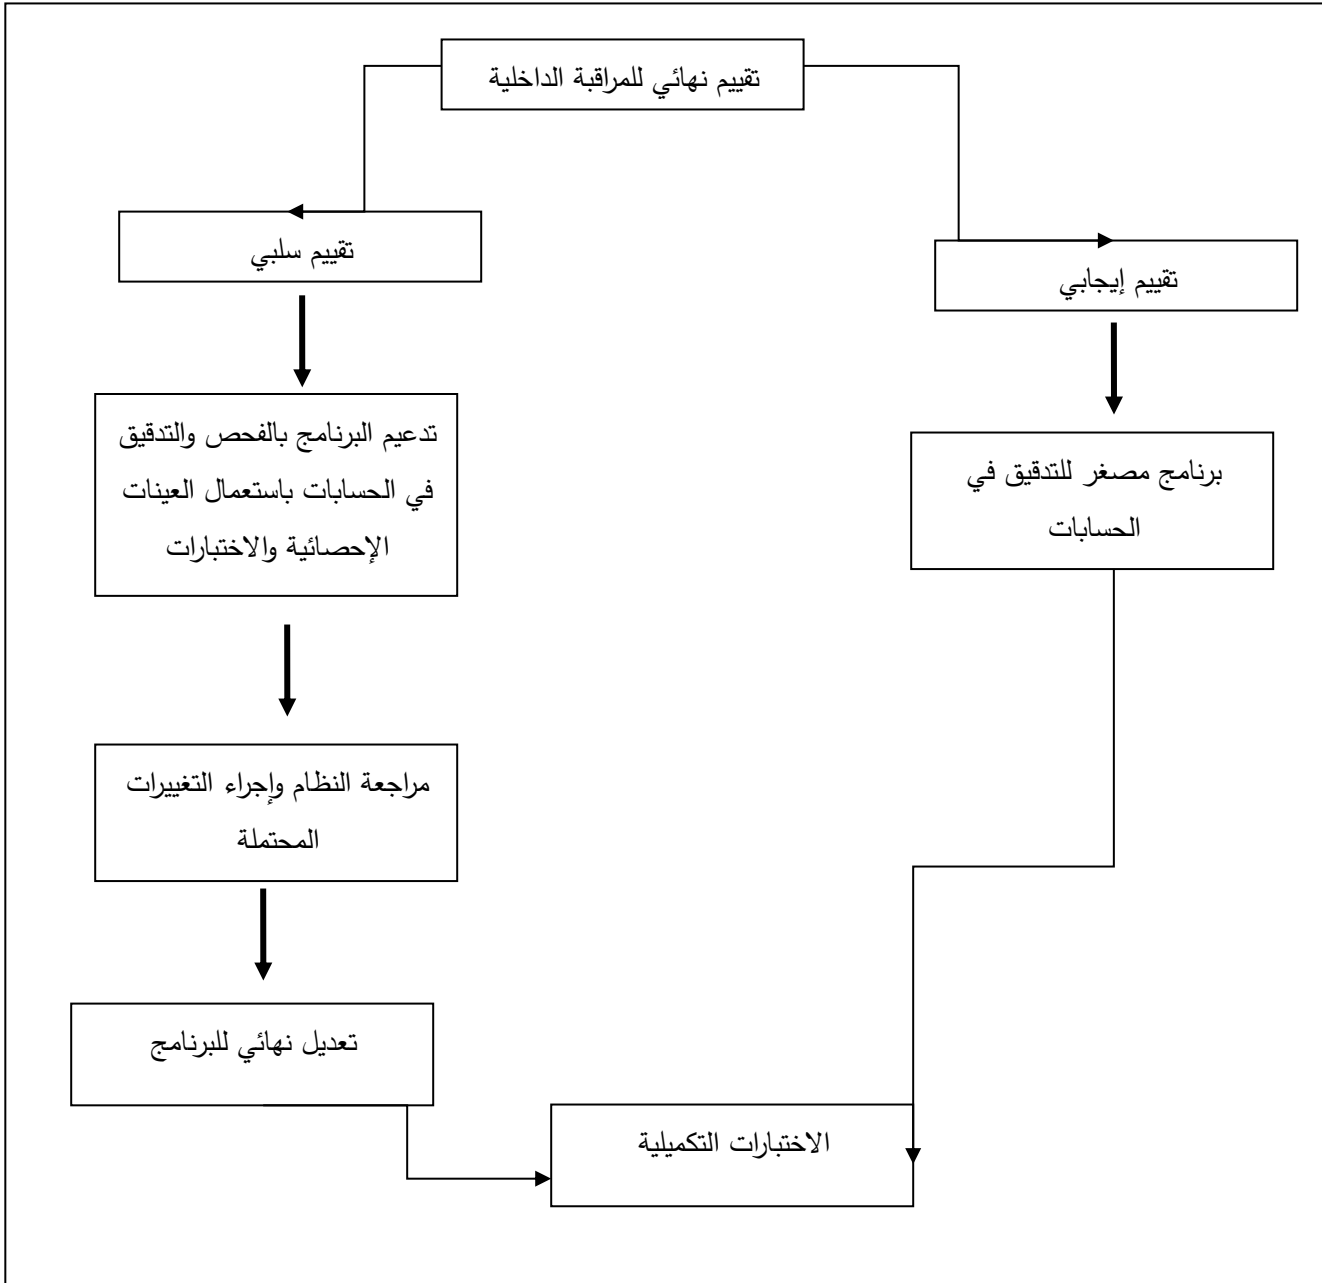 تقييم نهائي للمراقبة الداخلية
تقييم إيجابي
تقييم سلبي
برنامج مصغر للتدقيق في
الحسابات
تدعيم البرنامج بالفحص والتدقيق
في الحسابات باستعمال العينات
الإحصائية والاختبارات
مراجعة النظام وإجراء التغييرات
المحتملة
تعديل نهائي للبرنامج
الاختبارات التكميلية